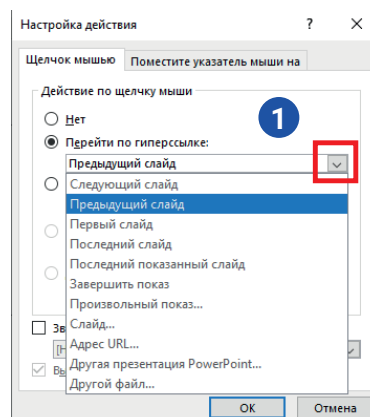 Настройка действия ? ×
Щелчок мышью Поместите указатель мыши на
Действие по щелчку мыши
Нет
1
Перейти по гиперссылке:
Предыдущий слайд
Следующий слайд
Предыдущий слайд
Первый слайд
Последний слайд
Последний показанный слайд
Завершить показ
Произвольный показ...
Слайд...
Адрес URL...
Другая презентация PowerPoint...
Другой файл...
ОК Отмена